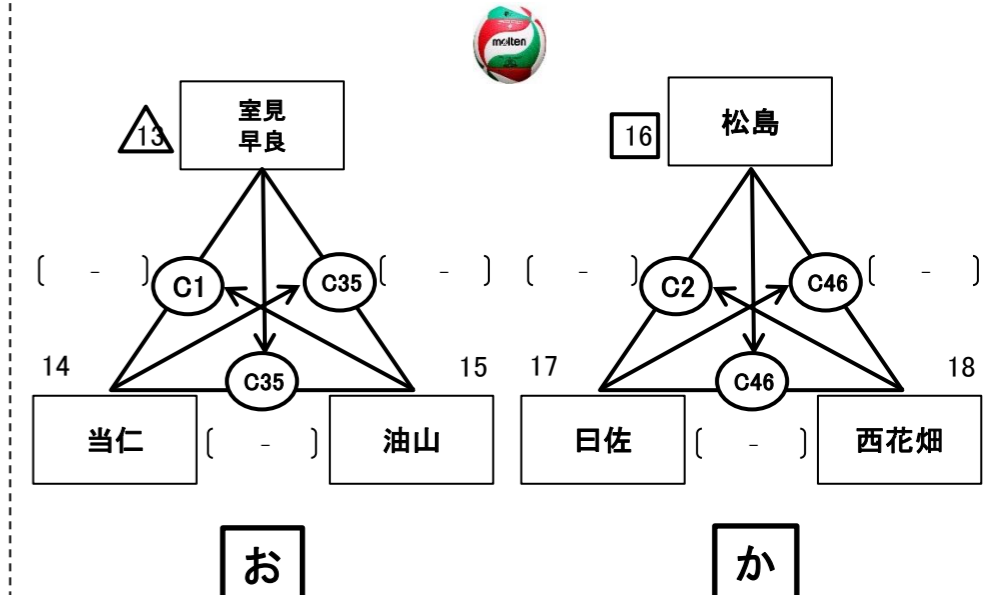 molten
13
室見
早良
16
松島
( - )
C1
C35
( - )
( - )
C2
C46
( - )
14
C35
15
17
C46
18
当仁
( - )
油山
日佐
( - )
西花畑
お
か